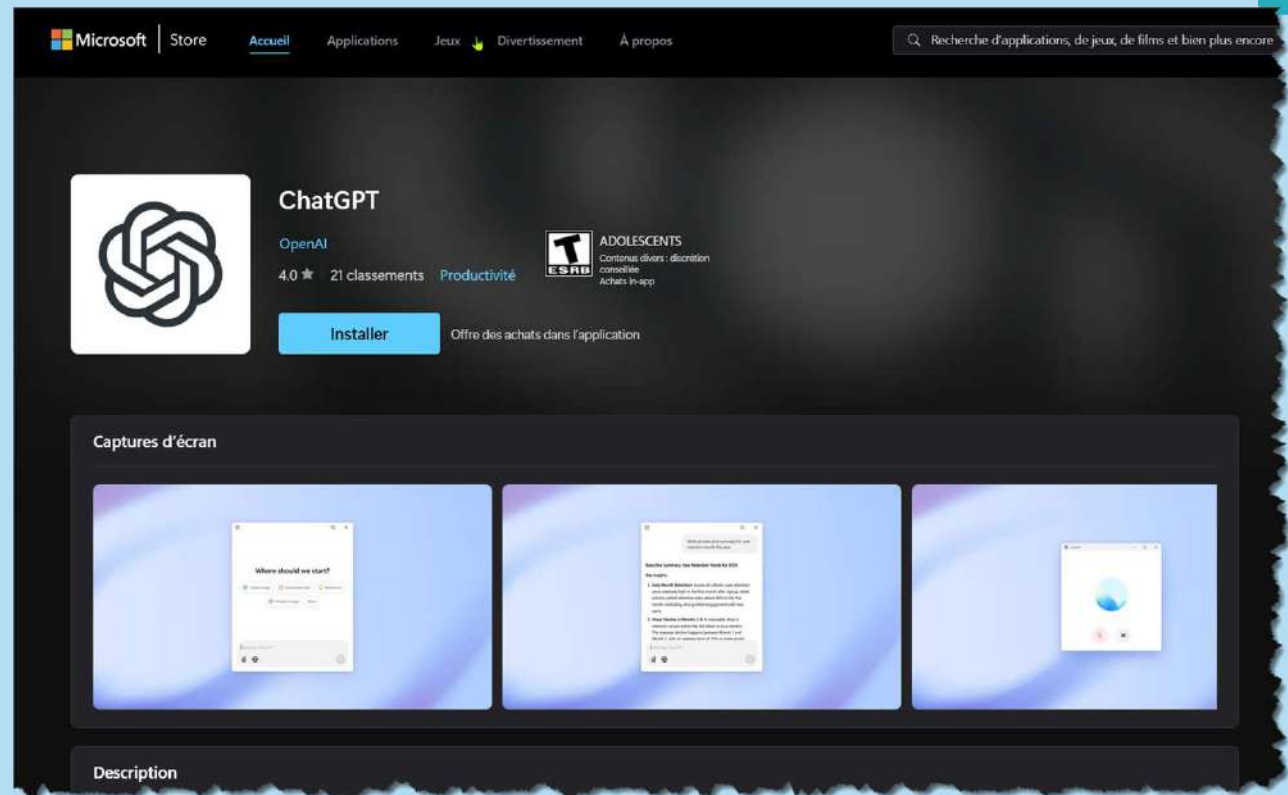 Microsoft Store Accueil Applications Jeux Divertissement À propos Recherche d'applications, de jeux, de films et bien plus encore
ChatGPT
OpenAI
4.0 ★ 21 classements Productivité
T
ESRB
ADOLESCENTS
Contenus divers : discrétion
conseillée
Achats in-app
Installer
Offre des achats dans l'application
Captures d'écran
Where should we start?
Description